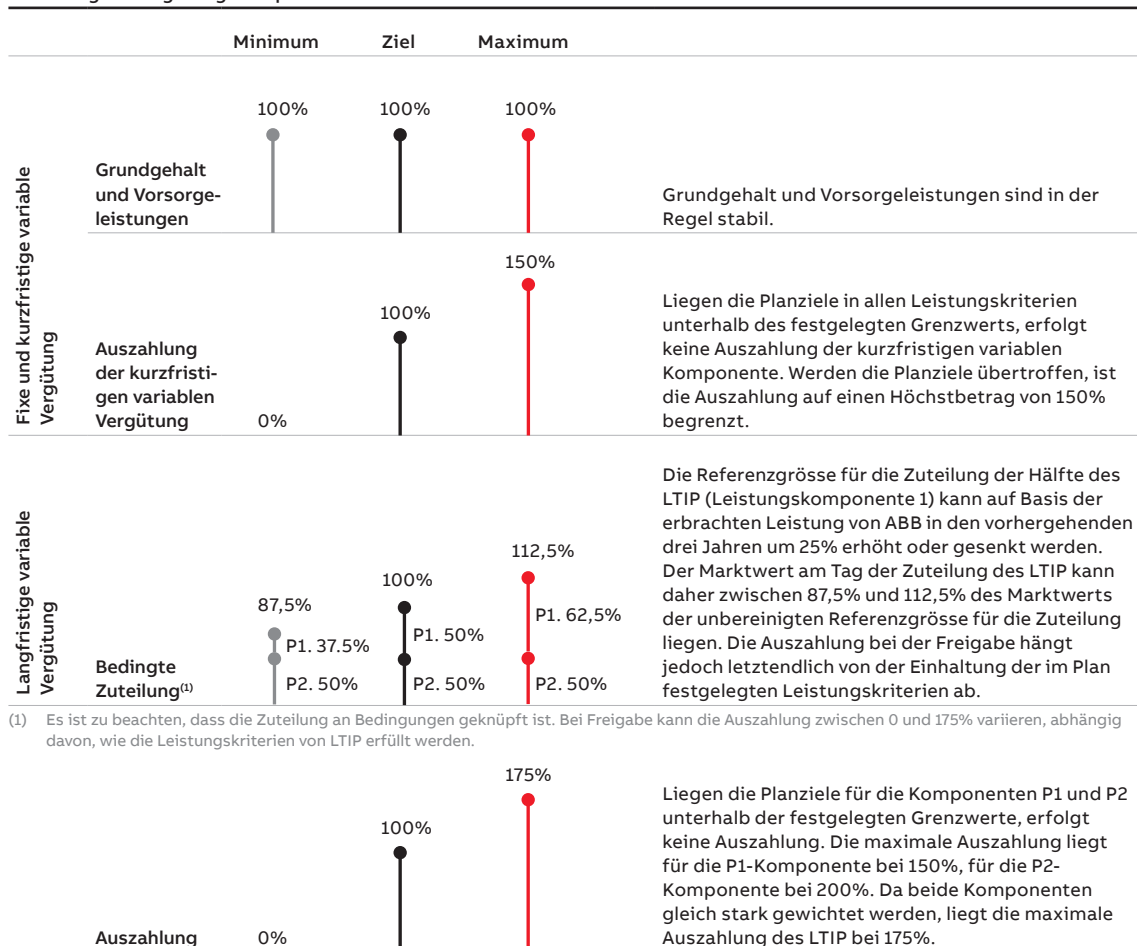 Minimum Ziel Maximum
Fixe und kurzfristige variable
Vergütung
100% 100% 100%
Grundgehalt
und Vorsorge-
leistungen
Grundgehalt und Vorsorgeleistungen sind in der
Regel stabil.
150%
100%
0%
Auszahlung
der kurzfristi-
gen variablen
Vergütung
Liegen die Planziele in allen Leistungskriterien
unterhalb des festgelegten Grenzwerts, erfolgt
keine Auszahlung der kurzfristigen variablen
Komponente. Werden die Planziele übertroffen, ist
die Auszahlung auf einen Höchstbetrag von 150%
begrenzt.
Langfristige variable
Vergütung
Bedingte
Zuteilung(1)
87,5%
P1. 37.5%
P2. 50%
100%
P1. 50%
P2. 50%
112,5%
P1. 62,5%
P2. 50%
Die Referenzgrösse für die Zuteilung der Hälfte des
LTIP (Leistungskomponente 1) kann auf Basis der
erbrachten Leistung von ABB in den vorhergehenden
drei Jahren um 25% erhöht oder gesenkt werden.
Der Marktwert am Tag der Zuteilung des LTIP kann
daher zwischen 87,5% und 112,5% des Marktwerts
der unbereinigten Referenzgrösse für die Zuteilung
liegen. Die Auszahlung bei der Freigabe hängt
jedoch letztendlich von der Einhaltung der im Plan
festgelegten Leistungskriterien ab.
(1) Es ist zu beachten, dass die Zuteilung an Bedingungen geknüpft ist. Bei Freigabe kann die Auszahlung zwischen 0 und 175% variieren, abhängig
davon, wie die Leistungskriterien von LTIP erfüllt werden.
175%
100%
Auszahlung 0%
Liegen die Planziele für die Komponenten P1 und P2
unterhalb der festgelegten Grenzwerte, erfolgt
keine Auszahlung. Die maximale Auszahlung liegt
für die P1-Komponente bei 150%, für die P2-
Komponente bei 200%. Da beide Komponenten
gleich stark gewichtet werden, liegt die maximale
Auszahlung des LTIP bei 175%.